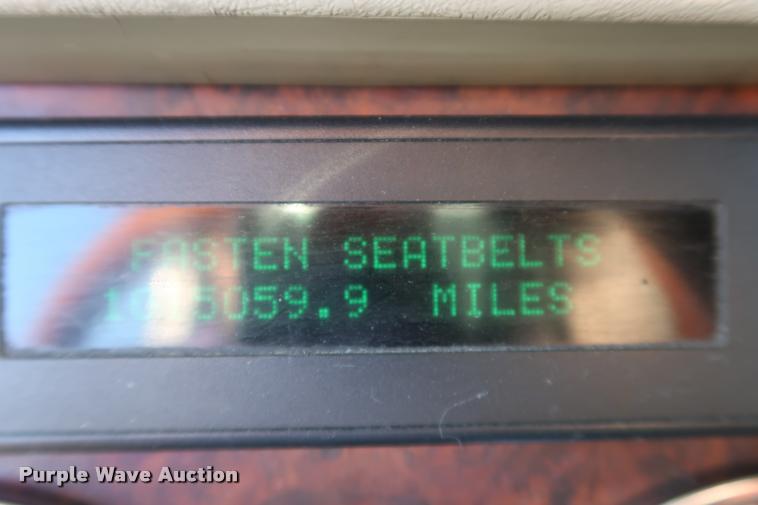 FASTEN SEATBELTS
MILES
Purple Wave Auction